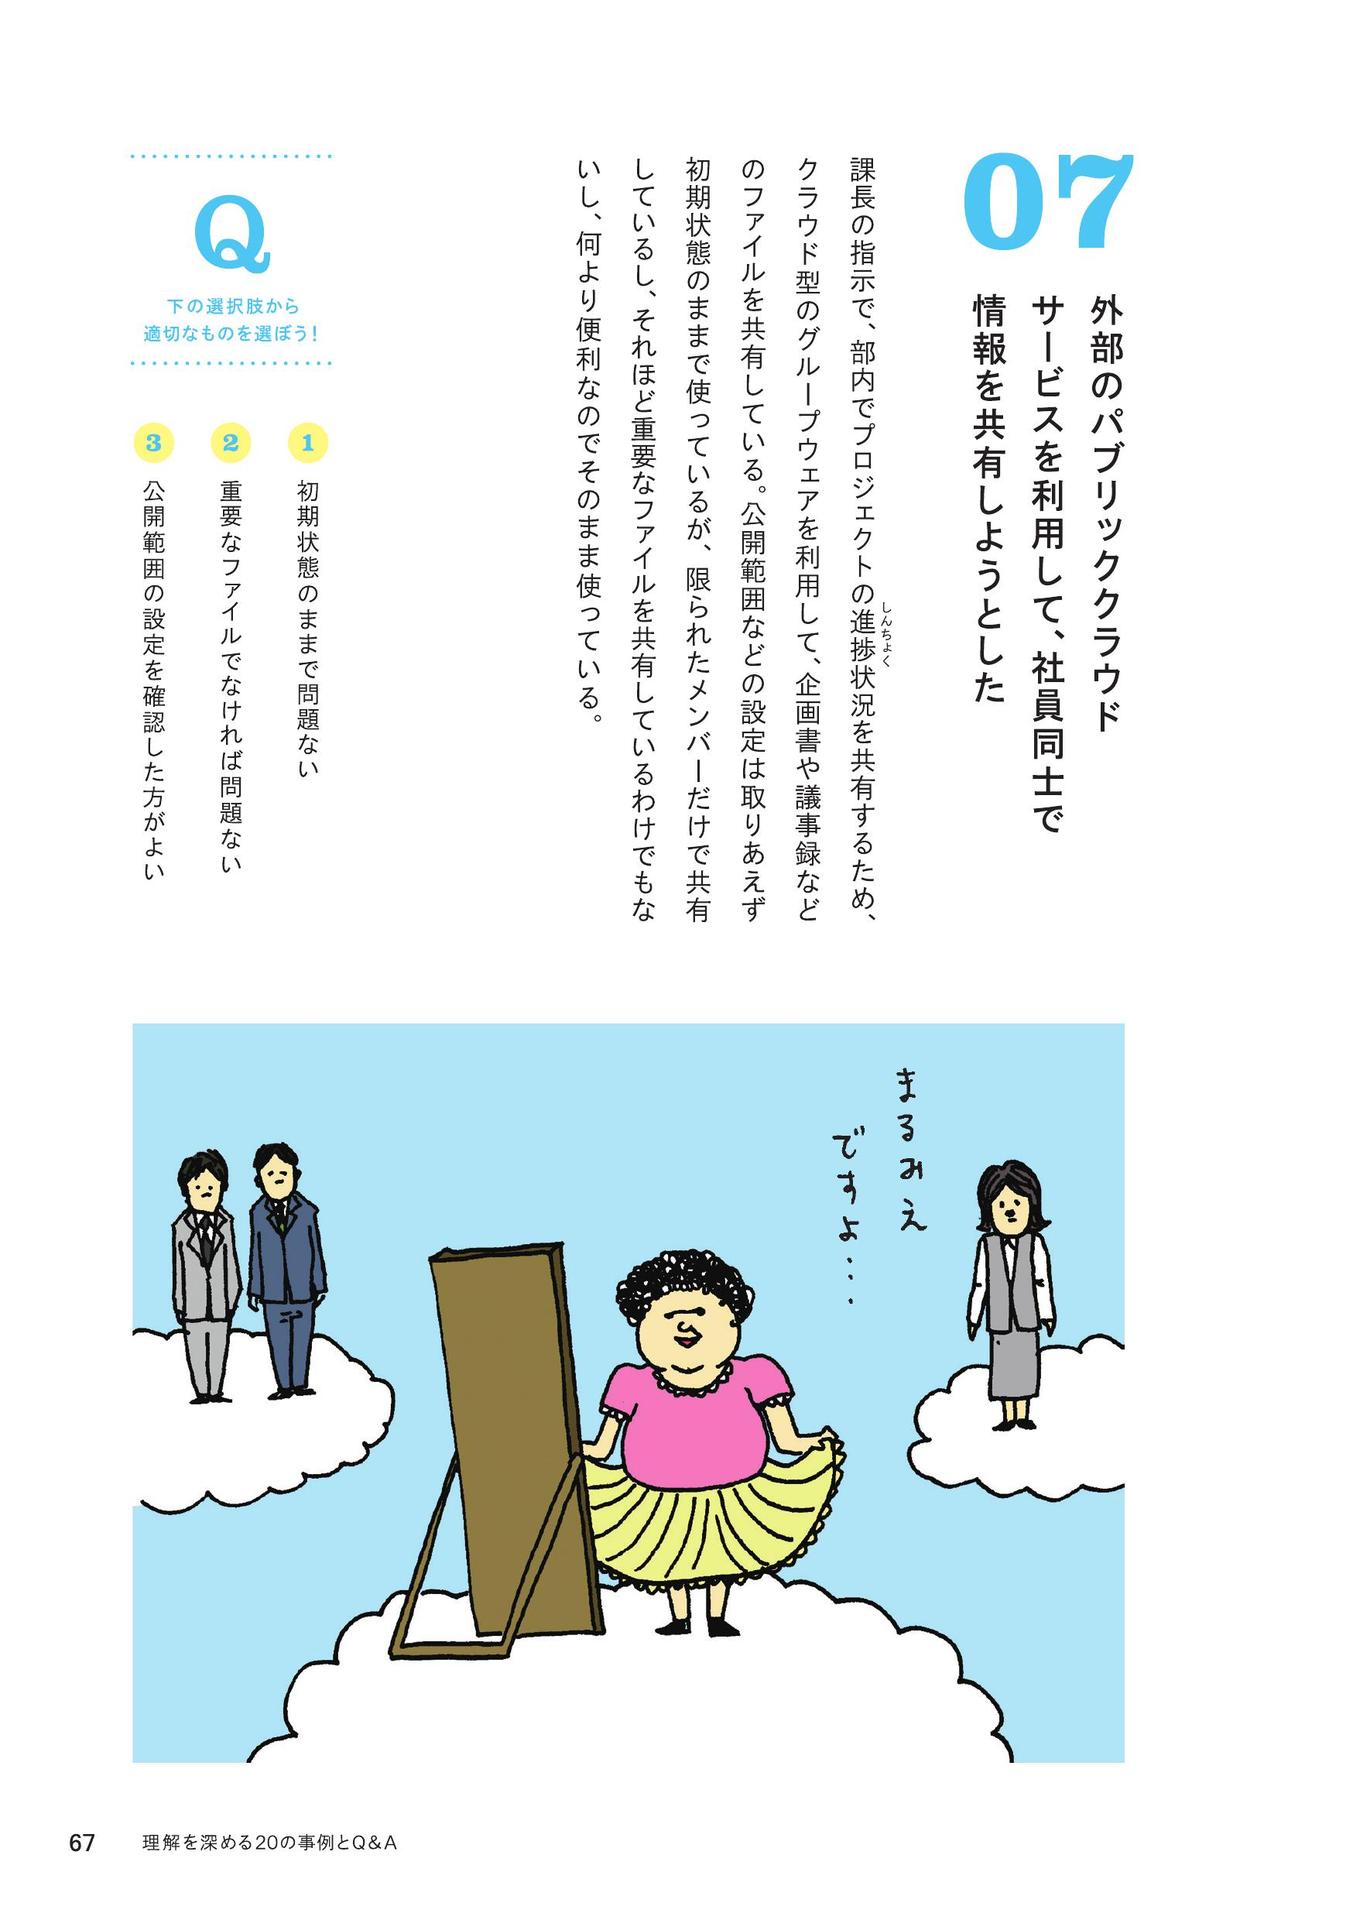 07
外部のパブリッククラウド
サービスを利用して、社員同士で
情報を共有しようとした
課長の指示で、部内でプロジェクトの進捗状況を共有するため、
しんちょく
クラウド型のグループウェアを利用して、企画書や議事録など
のファイルを共有している。公開範囲などの設定は取りあえず
初期状態のままで使っているが、限られたメンバーだけで共有
しているし、それほど重要なファイルを共有しているわけでもな
いし、何より便利なのでそのまま使っている。
Q
下の選択肢から
適切なものを選ぼう!
1 初期状態のままで問題ない
2 重要なファイルでなければ問題ない
3 公開範囲の設定を確認した方がよい
まるみえ
ですよ…
67 理解を深める20の事例とQ&A